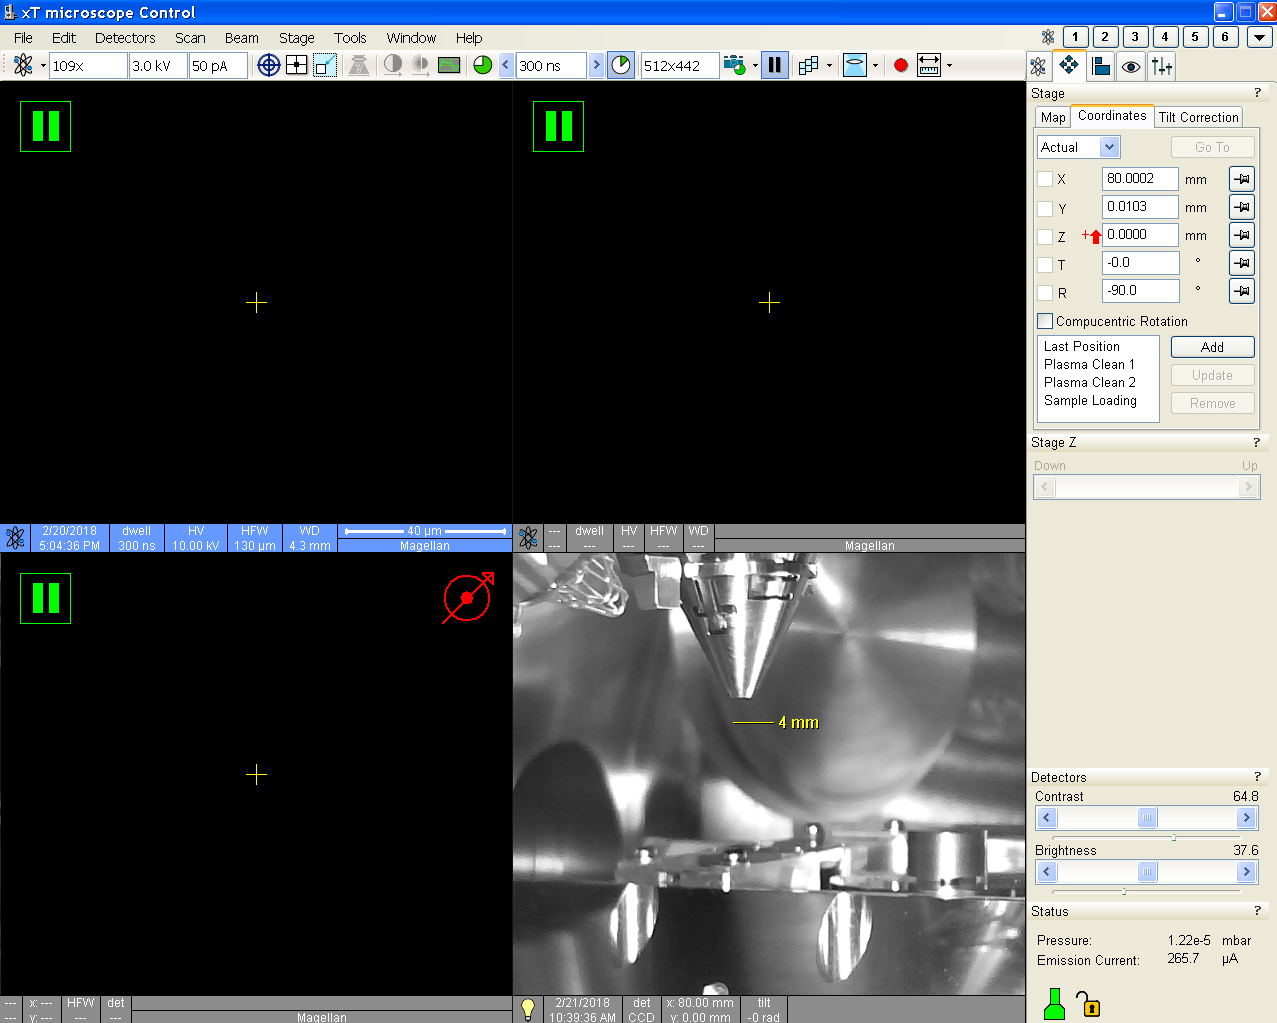 xT microscope Control
File Edit Detectors Scan Beam Stage Tools Window Help
1 2 3 4 5 6
109x 3.0 kV 50 pA 300 ns 512x442
Stage ?
Map Coordinates Tilt Correction
Actual Go To
X 80.0002 mm
Y 0.0103 mm
Z + 0.0000 mm
T -0.0 °
R -90.0 °
Compucentric Rotation
Last Position
Plasma Clean 1
Plasma Clean 2
Sample Loading
Add
Update
Remove
Stage Z ?
Down Up
2/20/2018 dwell HV HFW WD 40 µm
5:04:36 PM 300 ns 10.00 kV 130 µm 4.3 mm Magellan
--- dwell HV HFW WD
--- --- --- --- --- Magellan
4 mm
Detectors ?
Contrast 64.8
Brightness 37.6
Status ?
Pressure: 1.22e-5 mbar
Emission Current: 265.7 µA
--- x: --- HFW det
--- y: --- --- --- Magellan
2/21/2018 det x: 80.00 mm tilt
10:39:36 AM CCD y: 0.00 mm -0 rad